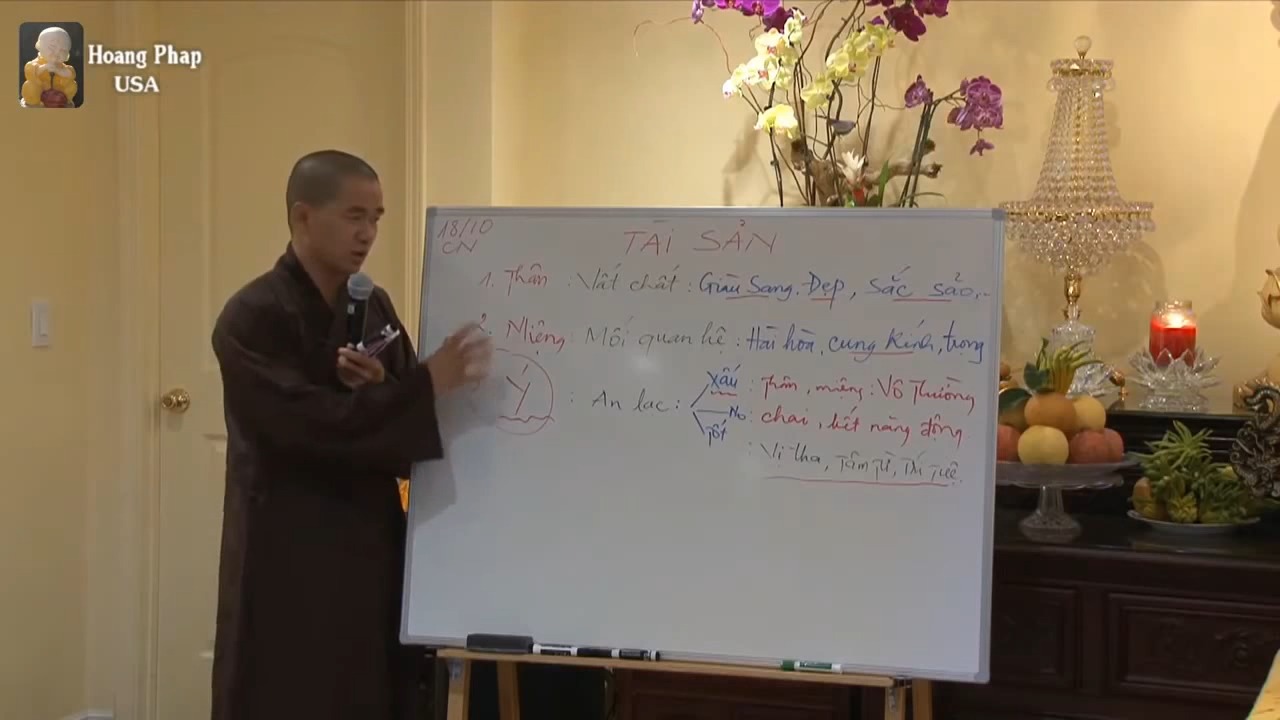 Hoang Phap
USA
18/10
CN
TÀI SẢN
1. Thân : Vật chất : Giàu Sang. Đẹp, Sắc sảo...
2. Miệng : Mối quan hệ : Hài hòa, cung kính, trọng
Ý : An lạc :
Xấu : Thân, miệng : Vô Thường
No : chai, hết năng động
Tốt : Vị tha, Tâm từ, Trí Tuệ.